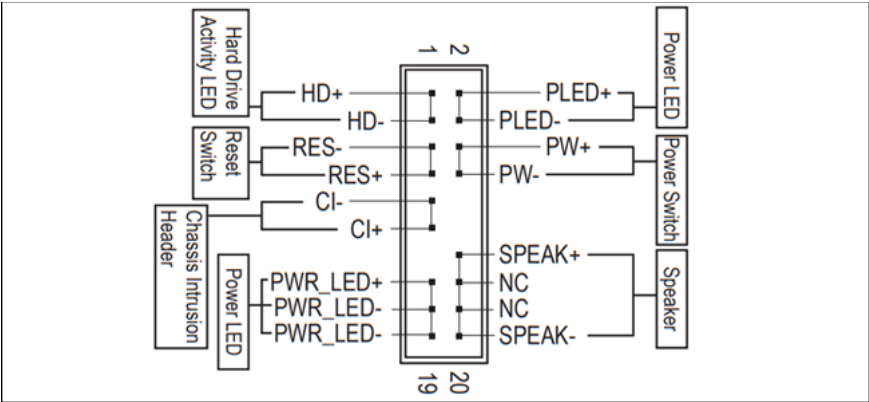 Hard Drive
Activity LED
Reset
Switch
Chassis Intrusion
Header
Power LED
1 2
HD+
HD-
RES-
RES+
CI-
CI+
PWR_LED+
PWR_LED-
PWR_LED-
PLED+
PLED-
PW+
PW-
SPEAK+
NC
NC
SPEAK-
19 20
Power LED
Power Switch
Speaker